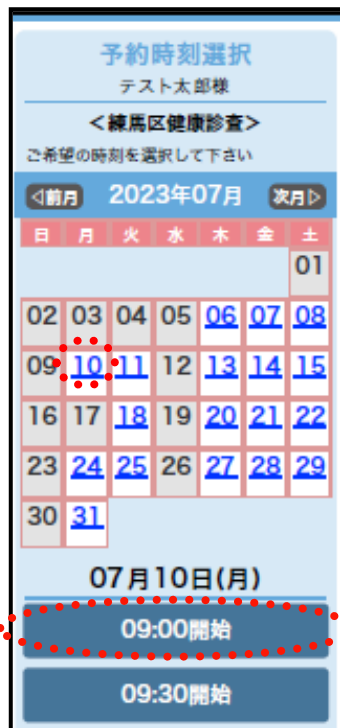 予約時刻選択
テスト太郎様
＜練馬区健康診査＞
ご希望の時刻を選択して下さい
◁前月 2023年07月 次月▷
日 月 火 水 木 金 土
01
02 03 04 05 06 07 08
09 10 11 12 13 14 15
16 17 18 19 20 21 22
23 24 25 26 27 28 29
30 31
07月10日(月)
09:00開始
09:30開始